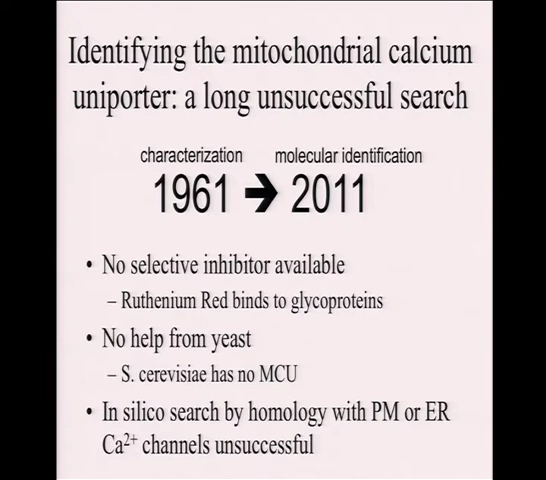 Identifying the mitochondrial calcium
uniporter: a long unsuccessful search
characterization molecular identification
1961 ➔ 2011
• No selective inhibitor available
– Ruthenium Red binds to glycoproteins
• No help from yeast
– S. cerevisiae has no MCU
• In silico search by homology with PM or ER
Ca²⁺ channels unsuccessful